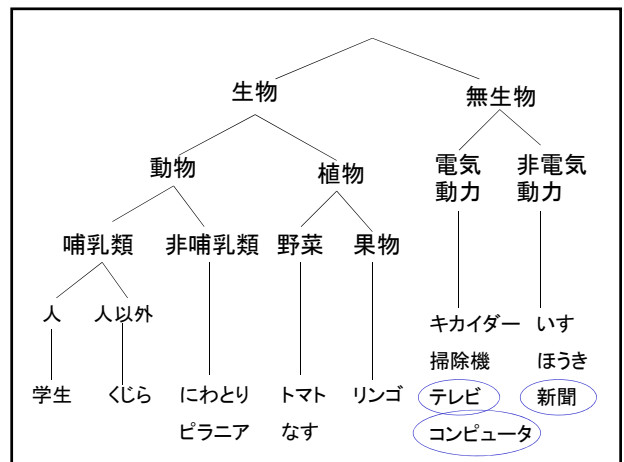 生物 無生物
動物 植物 電気 非電気
動力 動力
哺乳類 非哺乳類 野菜 果物
人 人以外 キカイダー いす
掃除機 ほうき
学生 くじら にわとり トマト リンゴ テレビ 新聞
ピラニア なす コンピュータ